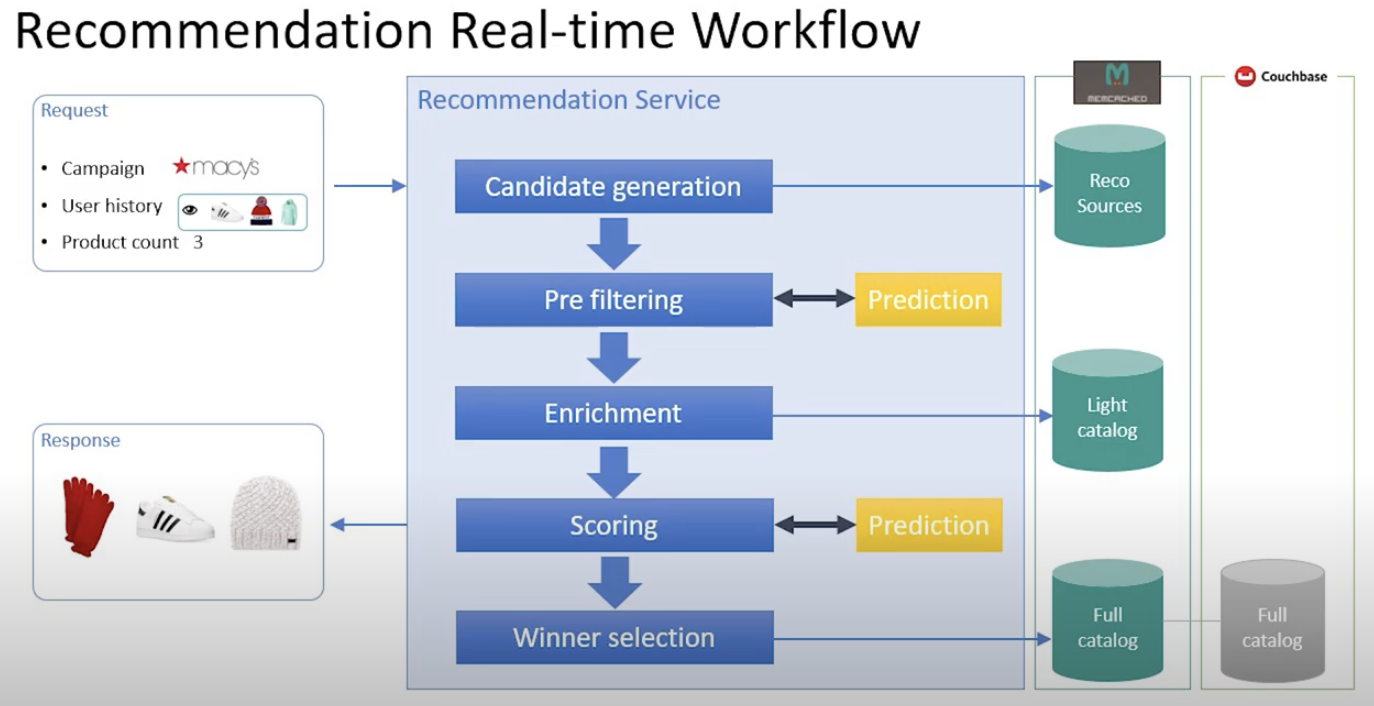 Recommendation Real-time Workflow
Request
• Campaign ★macy's
• User history
• Product count 3
Response
Recommendation Service
Candidate generation
Pre filtering
Prediction
Enrichment
Scoring
Prediction
Winner selection
MEMCACHED
Reco
Sources
Light
catalog
Full
catalog
Couchbase
Full
catalog